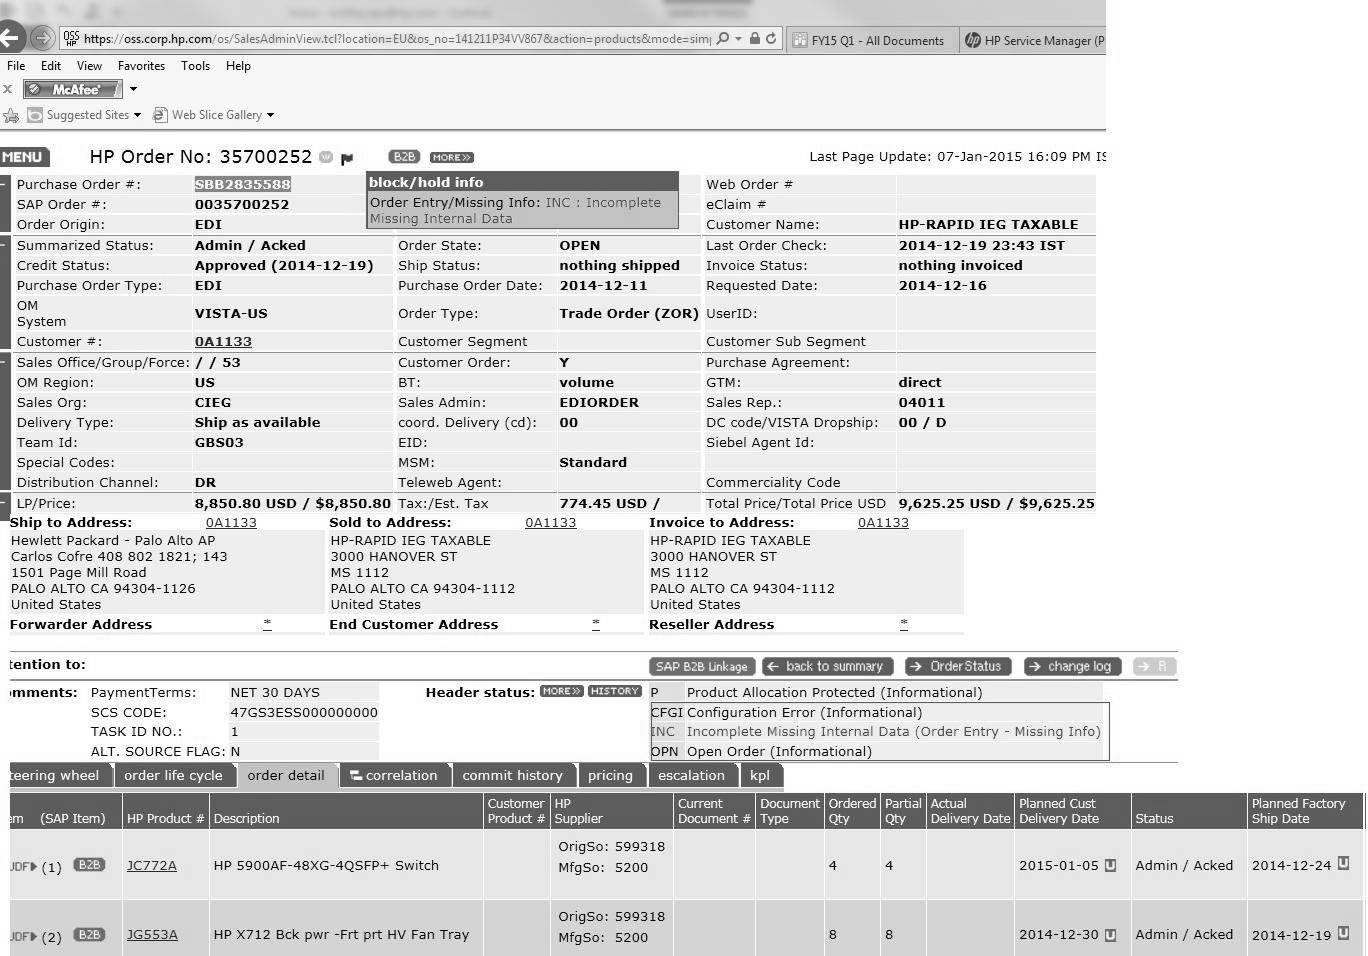 https://oss.corp.hp.com/os/SalesAdminView.tcl?location=EU&os_no=141211P34VV867&action=products&mode=simp
FY15 Q1 - All Documents
HP Service Manager (P
File Edit View Favorites Tools Help
x McAfee
Suggested Sites Web Slice Gallery
MENU HP Order No: 35700252 W B2B MORE>> Last Page Update: 07-Jan-2015 16:09 PM IS
Purchase Order #: SBB2835588 block/hold info Web Order #
SAP Order #: 0035700252 Order Entry/Missing Info: INC : Incomplete eClaim #
Missing Internal Data
Order Origin: EDI Customer Name: HP-RAPID IEG TAXABLE
Summarized Status: Admin / Acked Order State: OPEN Last Order Check: 2014-12-19 23:43 IST
Credit Status: Approved (2014-12-19) Ship Status: nothing shipped Invoice Status: nothing invoiced
Purchase Order Type: EDI Purchase Order Date: 2014-12-11 Requested Date: 2014-12-16
OM
System VISTA-US Order Type: Trade Order (ZOR) UserID:
Customer #: 0A1133 Customer Segment Customer Sub Segment
Sales Office/Group/Force: / / 53 Customer Order: Y Purchase Agreement:
OM Region: US BT: volume GTM: direct
Sales Org: CIEG Sales Admin: EDIORDER Sales Rep.: 04011
Delivery Type: Ship as available coord. Delivery (cd): 00 DC code/VISTA Dropship: 00 / D
Team Id: GBS03 EID: Siebel Agent Id:
Special Codes: MSM: Standard
Distribution Channel: DR Teleweb Agent: Commerciality Code
LP/Price: 8,850.80 USD / $8,850.80 Tax:/Est. Tax 774.45 USD / Total Price/Total Price USD 9,625.25 USD / $9,625.25
Ship to Address: 0A1133 Sold to Address: 0A1133 Invoice to Address: 0A1133
Hewlett Packard - Palo Alto AP HP-RAPID IEG TAXABLE HP-RAPID IEG TAXABLE
Carlos Cofre 408 802 1821; 143 3000 HANOVER ST 3000 HANOVER ST
1501 Page Mill Road MS 1112 MS 1112
PALO ALTO CA 94304-1126 PALO ALTO CA 94304-1112 PALO ALTO CA 94304-1112
United States United States United States
Forwarder Address * End Customer Address * Reseller Address *
tention to: SAP B2B Linkage back to summary OrderStatus change log R
mments: PaymentTerms: NET 30 DAYS Header status: MORE>> HISTORY P Product Allocation Protected (Informational)
SCS CODE: 47GS3ESS000000000 CFGI Configuration Error (Informational)
TASK ID NO.: 1 INC Incomplete Missing Internal Data (Order Entry - Missing Info)
ALT. SOURCE FLAG: N OPN Open Order (Informational)
teering wheel order life cycle order detail correlation commit history pricing escalation kpl
em (SAP Item) HP Product # Description Customer Product # HP Supplier Current Document # Document Type Ordered Qty Partial Qty Actual Delivery Date Planned Cust Delivery Date Status Planned Factory Ship Date
UDF (1) B2B JC772A HP 5900AF-48XG-4QSFP+ Switch OrigSo: 599318 MfgSo: 5200 4 4 2015-01-05 U Admin / Acked 2014-12-24 U
UDF (2) B2B JG553A HP X712 Bck pwr -Frt prt HV Fan Tray OrigSo: 599318 MfgSo: 5200 8 8 2014-12-30 U Admin / Acked 2014-12-19 U